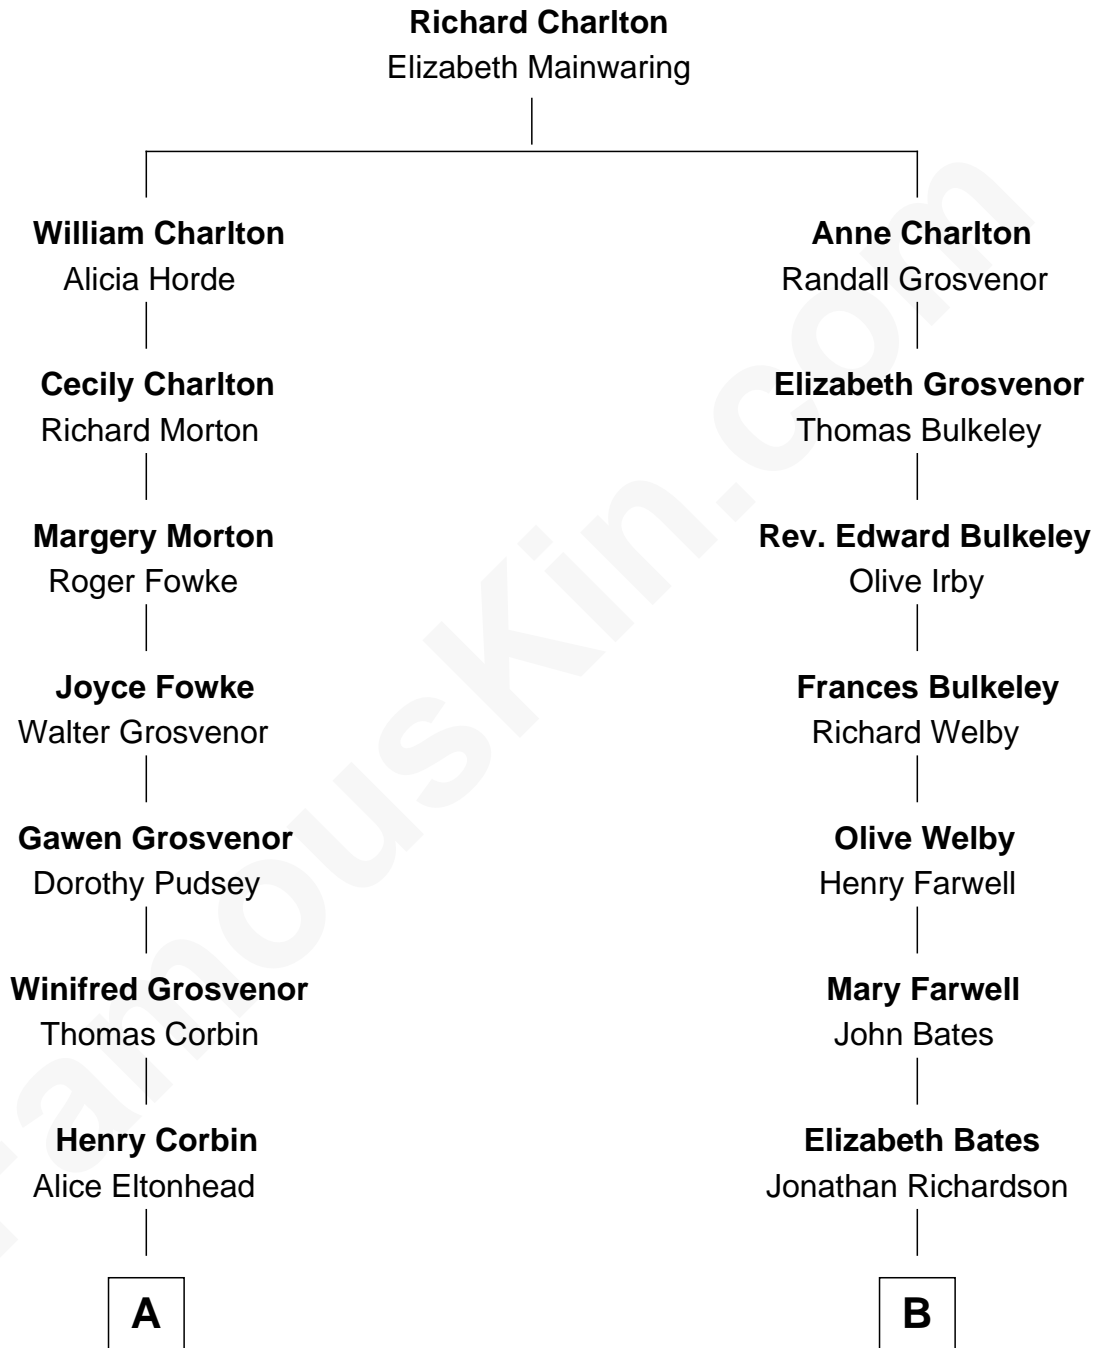 Richard Charlton
Elizabeth Mainwaring
William Charlton
Alicia Horde
Cecily Charlton
Richard Morton
Margery Morton
Roger Fowke
Joyce Fowke
Walter Grosvenor
Gawen Grosvenor
Dorothy Pudsey
Winifred Grosvenor
Thomas Corbin
Henry Corbin
Alice Eltonhead
A
Anne Charlton
Randall Grosvenor
Elizabeth Grosvenor
Thomas Bulkeley
Rev. Edward Bulkeley
Olive Irby
Frances Bulkeley
Richard Welby
Olive Welby
Henry Farwell
Mary Farwell
John Bates
Elizabeth Bates
Jonathan Richardson
B
FamousKin.com